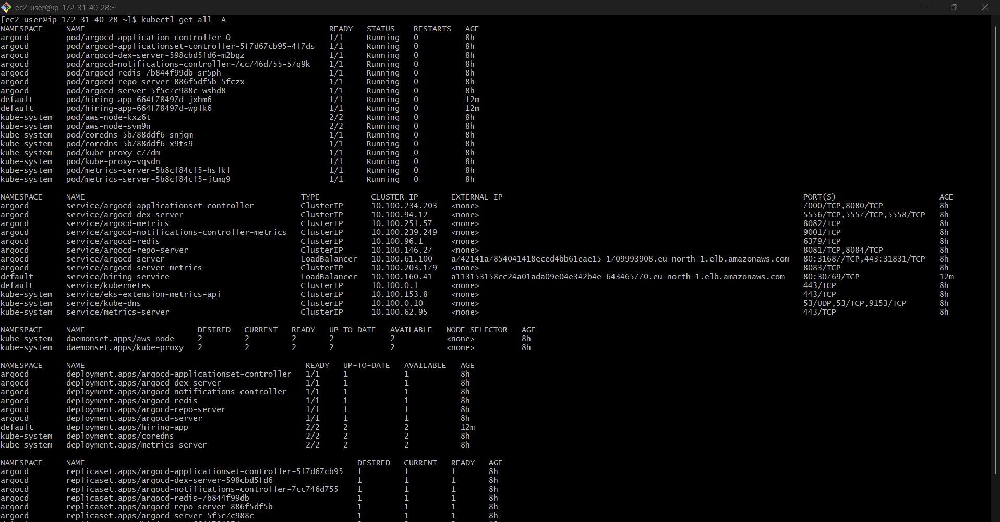 ec2-user@ip-172-31-40-28:~
[ec2-user@ip-172-31-40-28 ~]$ kubectl get all -A
NAMESPACE NAME READY STATUS RESTARTS AGE
argocd pod/argocd-application-controller-0 1/1 Running 0 8h
argocd pod/argocd-applicationset-controller-5f7d67cb95-4l7ds 1/1 Running 0 8h
argocd pod/argocd-dex-server-598cbd5fd6-m2bgz 1/1 Running 0 8h
argocd pod/argocd-notifications-controller-7cc746d755-57q9k 1/1 Running 0 8h
argocd pod/argocd-redis-7b844f99db-sr5ph 1/1 Running 0 8h
argocd pod/argocd-repo-server-886f5df5b-5fczx 1/1 Running 0 8h
argocd pod/argocd-server-5f5c7c988c-wshd8 1/1 Running 0 8h
default pod/hiring-app-664f78497d-jxhm6 1/1 Running 0 12m
default pod/hiring-app-664f78497d-wplk6 1/1 Running 0 12m
kube-system pod/aws-node-kxz6t 2/2 Running 0 8h
kube-system pod/aws-node-svm9n 2/2 Running 0 8h
kube-system pod/coredns-5b788ddf6-snjqm 1/1 Running 0 8h
kube-system pod/coredns-5b788ddf6-x9ts9 1/1 Running 0 8h
kube-system pod/kube-proxy-c77dm 1/1 Running 0 8h
kube-system pod/kube-proxy-vqsdn 1/1 Running 0 8h
kube-system pod/metrics-server-5b8cf84cf5-hslkl 1/1 Running 0 8h
kube-system pod/metrics-server-5b8cf84cf5-jtmq9 1/1 Running 0 8h
NAMESPACE NAME TYPE CLUSTER-IP EXTERNAL-IP PORT(S) AGE
argocd service/argocd-applicationset-controller ClusterIP 10.100.234.203 <none> 7000/TCP,8080/TCP 8h
argocd service/argocd-dex-server ClusterIP 10.100.94.12 <none> 5556/TCP,5557/TCP,5558/TCP 8h
argocd service/argocd-metrics ClusterIP 10.100.251.57 <none> 8082/TCP 8h
argocd service/argocd-notifications-controller-metrics ClusterIP 10.100.239.249 <none> 9001/TCP 8h
argocd service/argocd-redis ClusterIP 10.100.96.1 <none> 6379/TCP 8h
argocd service/argocd-repo-server ClusterIP 10.100.146.27 <none> 8081/TCP,8084/TCP 8h
argocd service/argocd-server LoadBalancer 10.100.61.100 a742141a7854041418eced4bb61eae15-1709993908.eu-north-1.elb.amazonaws.com 80:31687/TCP,443:31831/TCP 8h
argocd service/argocd-server-metrics ClusterIP 10.100.203.179 <none> 8083/TCP 8h
default service/hiring-service LoadBalancer 10.100.160.41 a113153158cc24a01ada09e04e342b4e-643465770.eu-north-1.elb.amazonaws.com 80:30769/TCP 12m
default service/kubernetes ClusterIP 10.100.0.1 <none> 443/TCP 8h
kube-system service/eks-extension-metrics-api ClusterIP 10.100.153.8 <none> 443/TCP 8h
kube-system service/kube-dns ClusterIP 10.100.0.10 <none> 53/UDP,53/TCP,9153/TCP 8h
kube-system service/metrics-server ClusterIP 10.100.62.95 <none> 443/TCP 8h
NAMESPACE NAME DESIRED CURRENT READY UP-TO-DATE AVAILABLE NODE SELECTOR AGE
kube-system daemonset.apps/aws-node 2 2 2 2 2 <none> 8h
kube-system daemonset.apps/kube-proxy 2 2 2 2 2 <none> 8h
NAMESPACE NAME READY UP-TO-DATE AVAILABLE AGE
argocd deployment.apps/argocd-applicationset-controller 1/1 1 1 8h
argocd deployment.apps/argocd-dex-server 1/1 1 1 8h
argocd deployment.apps/argocd-notifications-controller 1/1 1 1 8h
argocd deployment.apps/argocd-redis 1/1 1 1 8h
argocd deployment.apps/argocd-repo-server 1/1 1 1 8h
argocd deployment.apps/argocd-server 1/1 1 1 8h
default deployment.apps/hiring-app 2/2 2 2 12m
kube-system deployment.apps/coredns 2/2 2 2 8h
kube-system deployment.apps/metrics-server 2/2 2 2 8h
NAMESPACE NAME DESIRED CURRENT READY AGE
argocd replicaset.apps/argocd-applicationset-controller-5f7d67cb95 1 1 1 8h
argocd replicaset.apps/argocd-dex-server-598cbd5fd6 1 1 1 8h
argocd replicaset.apps/argocd-notifications-controller-7cc746d755 1 1 1 8h
argocd replicaset.apps/argocd-redis-7b844f99db 1 1 1 8h
argocd replicaset.apps/argocd-repo-server-886f5df5b 1 1 1 8h
argocd replicaset.apps/argocd-server-5f5c7c988c 1 1 1 8h